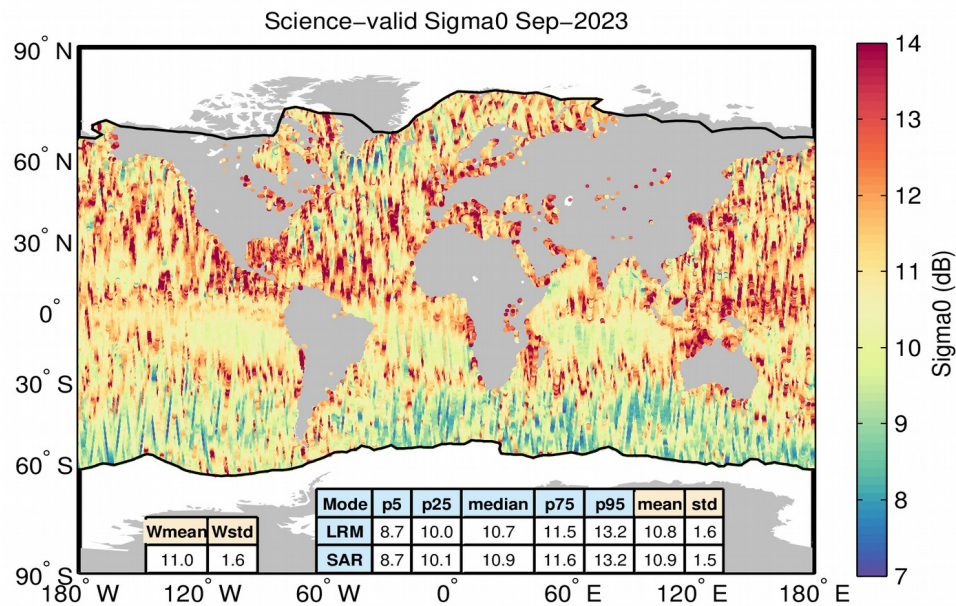 Science−valid Sigma0 Sep−2023
90° N
60° N
30° N
0°
30° S
60° S
90° S
180° W 120° W 60° W 0° 60° E 120° E 180° E
Wmean Wstd
11.0 1.6
Mode p5 p25 median p75 p95 mean std
LRM 8.7 10.0 10.7 11.5 13.2 10.8 1.6
SAR 8.7 10.1 10.9 11.6 13.2 10.9 1.5
14
13
12
11
10
9
8
7
Sigma0 (dB)